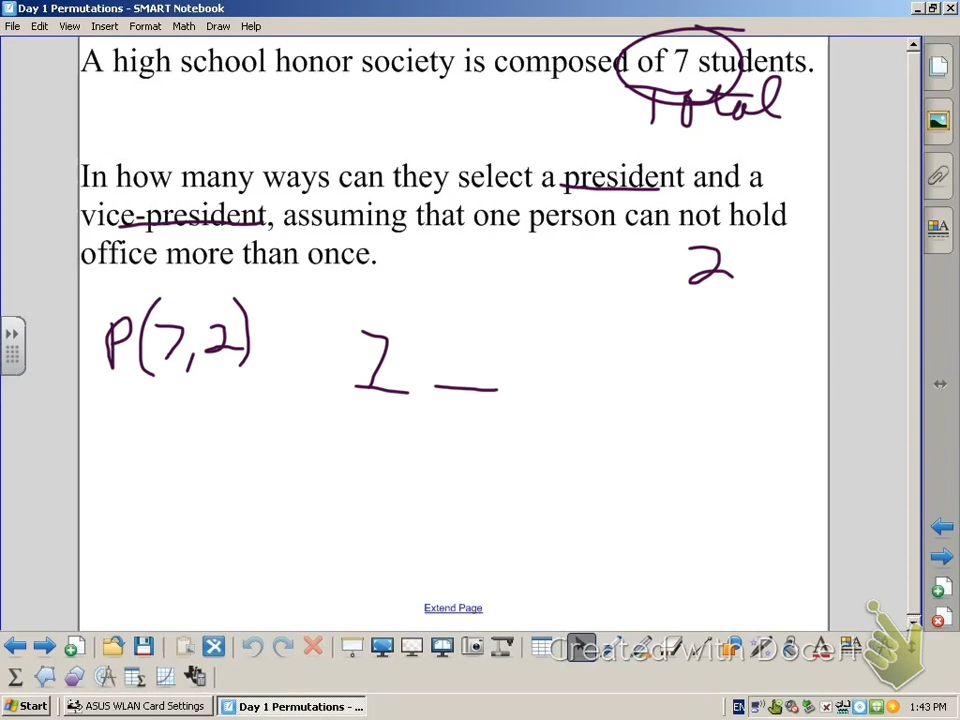 Day 1 Permutations - SMART Notebook
File Edit View Insert Format Math Draw Help
A high school honor society is composed of 7 students.
Total
In how many ways can they select a president and a
vice-president, assuming that one person can not hold
office more than once.
2
P(7,2) 7
Extend Page
Created with Docer
Start ASUS WLAN Card Settings Day 1 Permutations - ... EN 1:43 PM